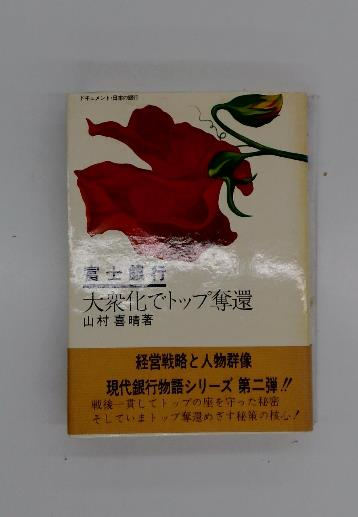 ドキュメント・日本の銀行
富士銀行
大衆化でトップ奪還
山村喜晴著
経営戦略と人物群像
現代銀行物語シリーズ 第二弾!!
戦後一貫してトップの座を守った秘密
そしていまトップ奪還めざす秘策の核心!